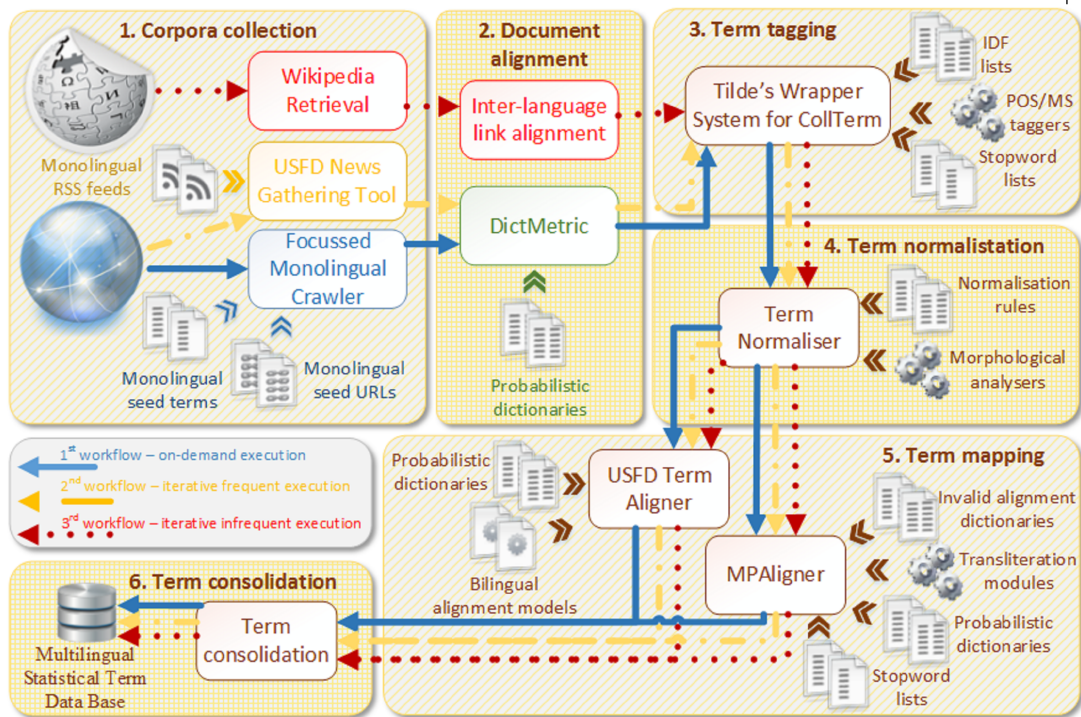 1. Corpora collection
Wikipedia
Retrieval
Monolingual
RSS feeds
USFD News
Gathering Tool
Focussed
Monolingual
Crawler
Monolingual
seed terms
Monolingual
seed URLs
2. Document
alignment
Inter-language
link alignment
DictMetric
Probabilistic
dictionaries
3. Term tagging
Tilde's Wrapper
System for CollTerm
IDF
lists
POS/MS
taggers
Stopword
lists
4. Term normalistation
Term
Normaliser
Normalisation
rules
Morphological
analysers
1st workflow – on-demand execution
2nd workflow – iterative frequent execution
3rd workflow – iterative infrequent execution
5. Term mapping
Probabilistic
dictionaries
USFD Term
Aligner
Bilingual
alignment models
MPAligner
Invalid alignment
dictionaries
Transliteration
modules
Probabilistic
dictionaries
Stopword
lists
6. Term consolidation
Term
consolidation
Multilingual
Statistical Term
Data Base